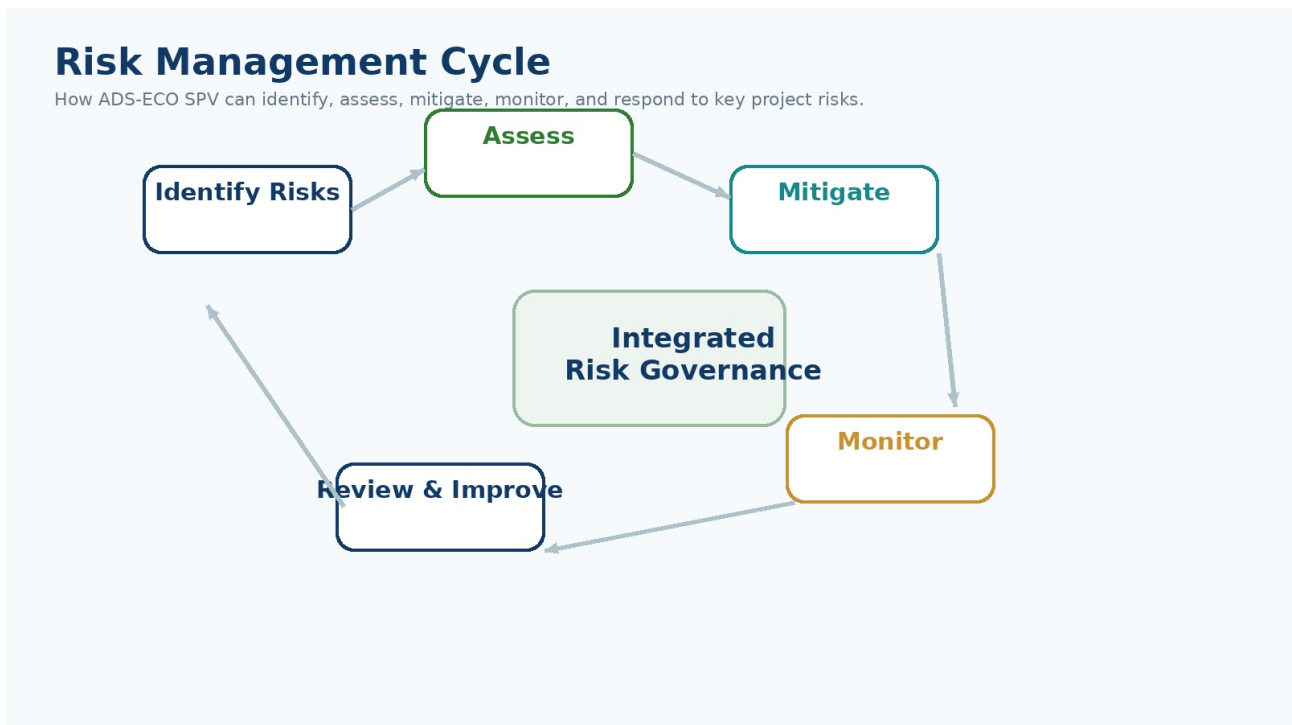 Risk Management Cycle
How ADS-ECO SPV can identify, assess, mitigate, monitor, and respond to key project risks.
Assess
Identify Risks
Mitigate
Integrated
Risk Governance
Monitor
Review & Improve